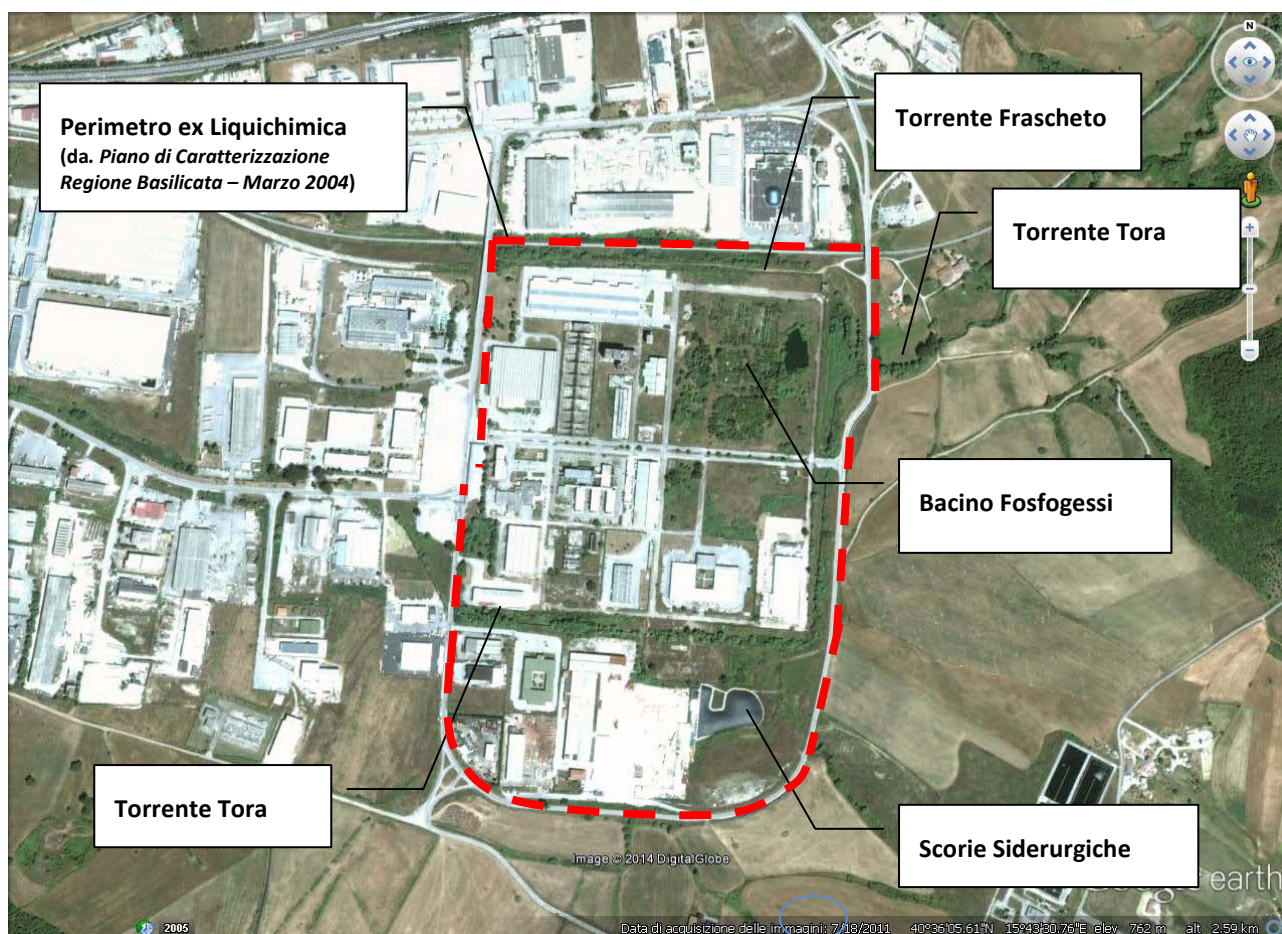 N
Perimetro ex Liquichimica
(da. Piano di Caratterizzazione
Regione Basilicata – Marzo 2004)
Torrente Frascheto
Torrente Tora
Bacino Fosfogessi
Torrente Tora
Scorie Siderurgiche
Image © 2014 DigitalGlobe
earth
2005
Data di acquisizione delle immagini: 7/18/2011 40°36'05.61"N 15°43'30.76"E elev 762 m alt 2.59 km